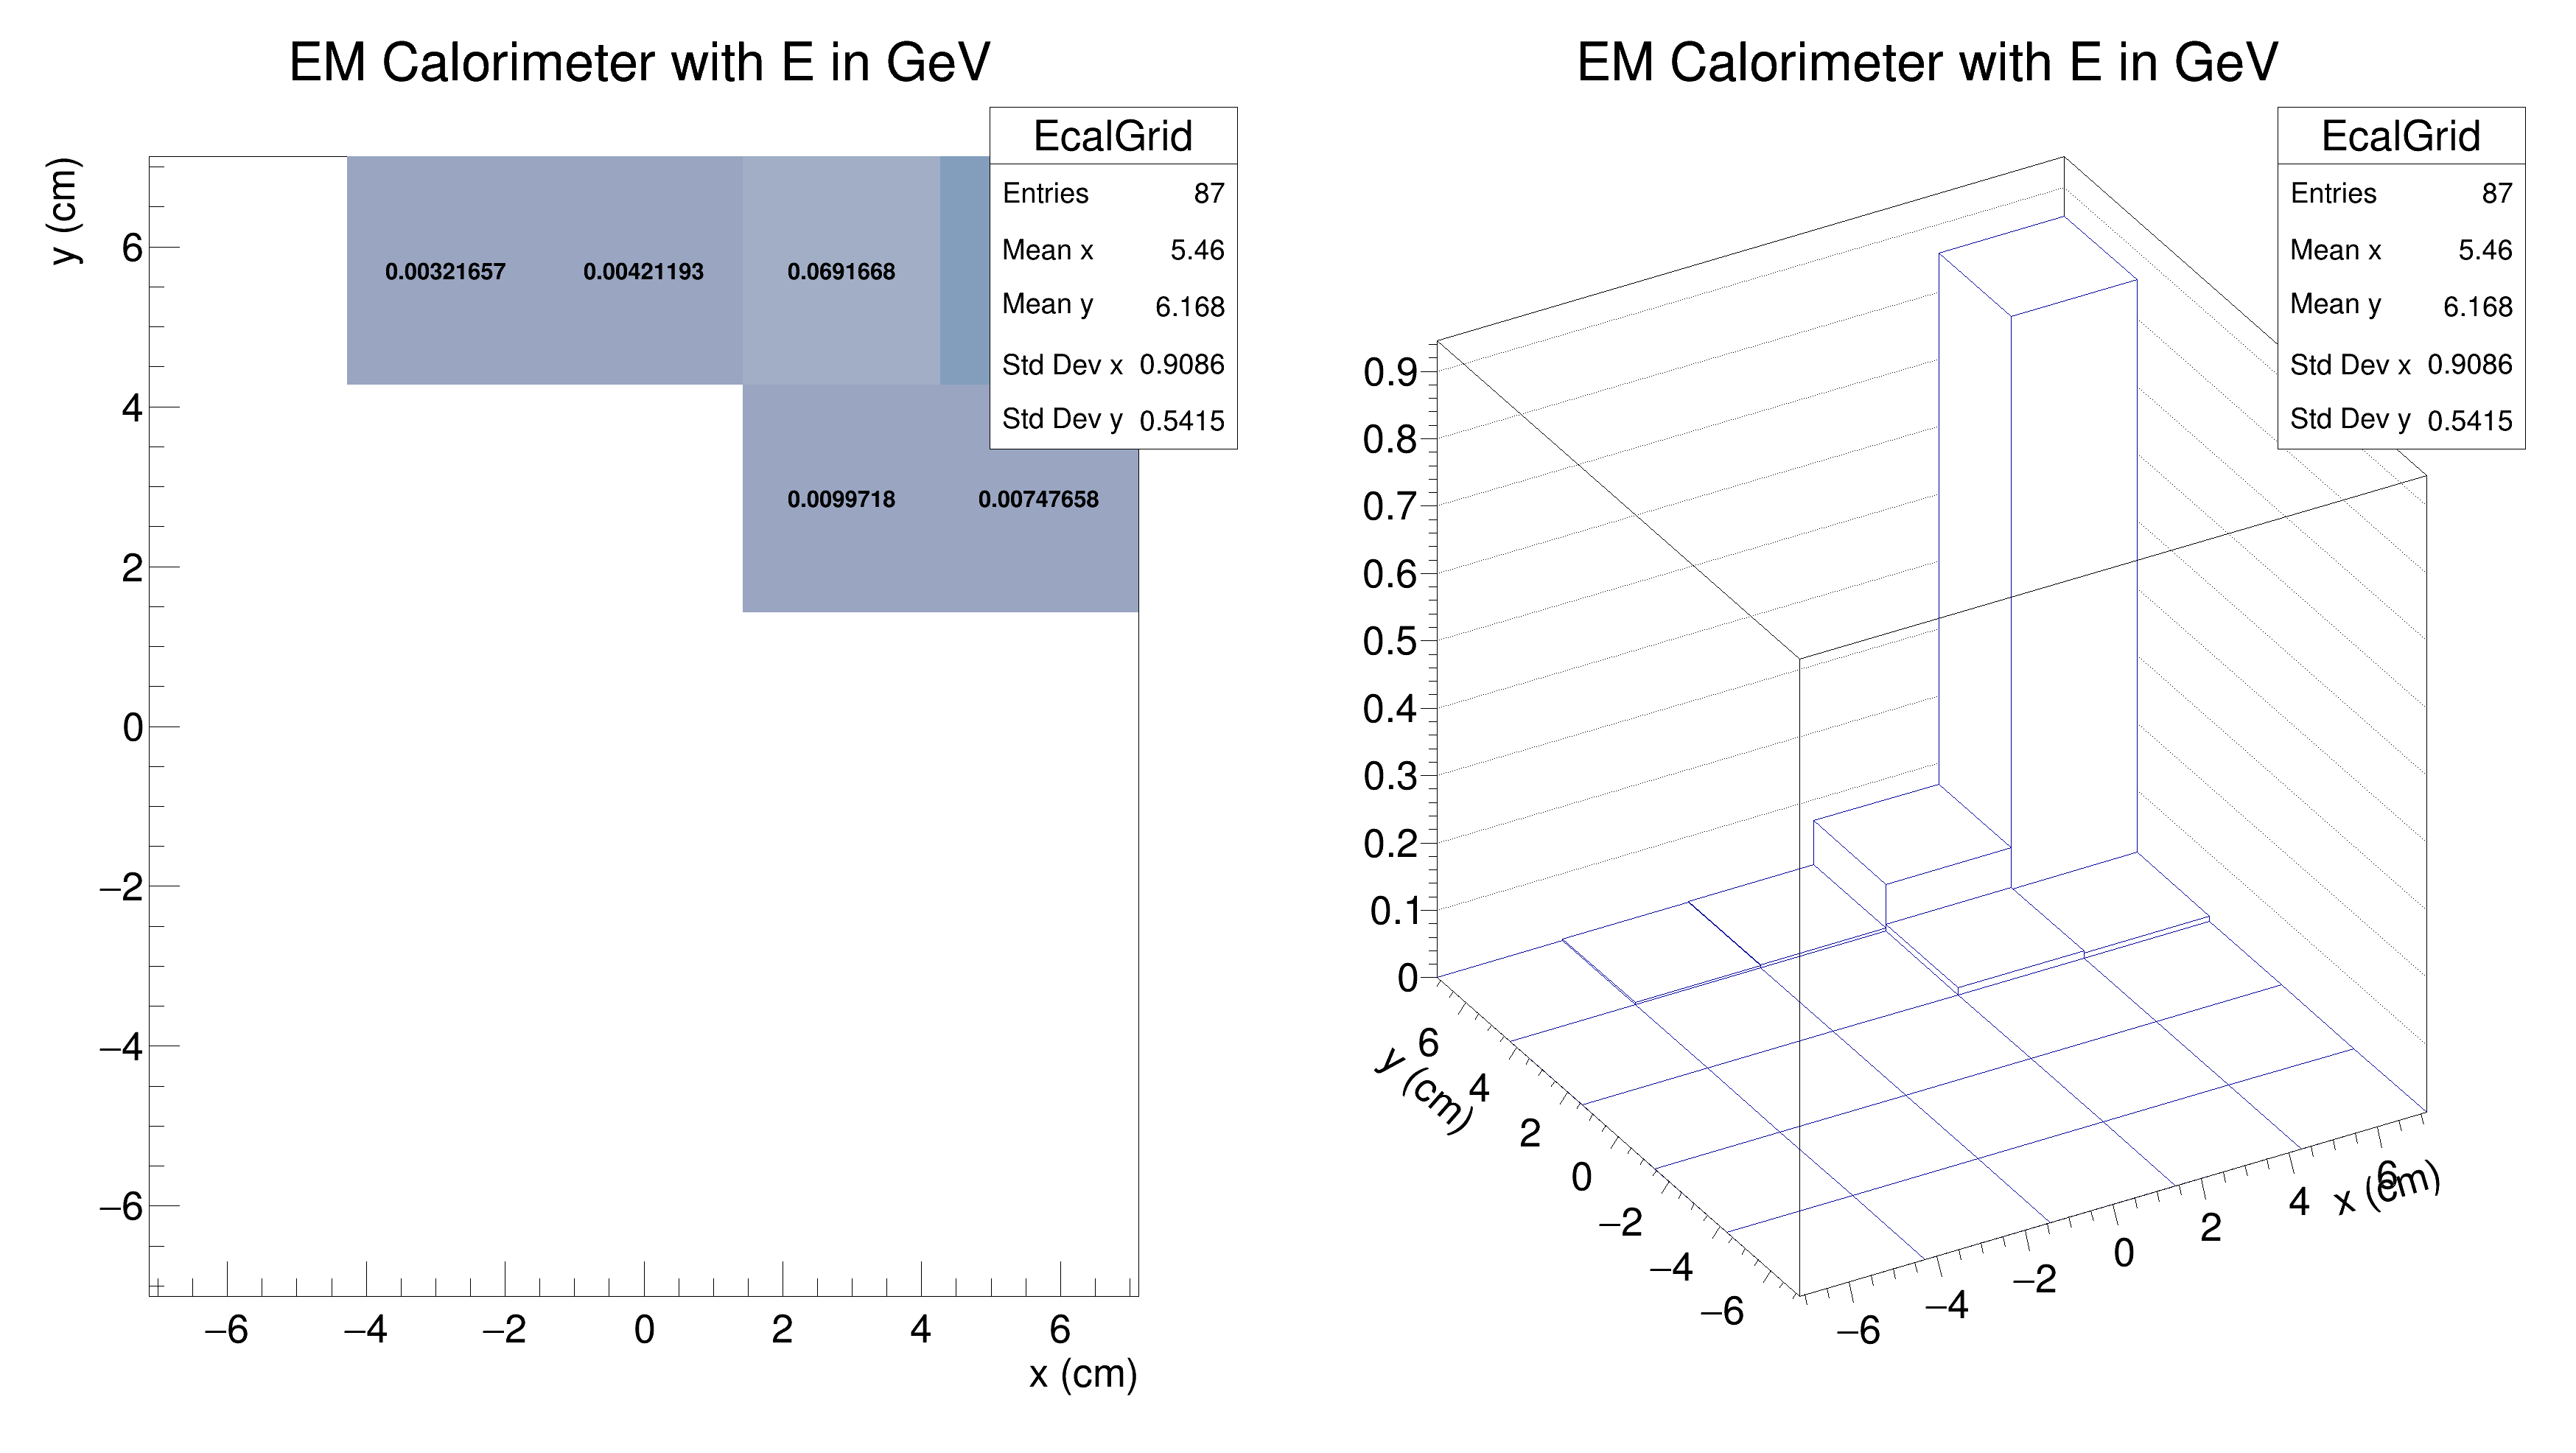 EM Calorimeter with E in GeV
EcalGrid
Entries 87
Mean x 5.46
Mean y 6.168
Std Dev x 0.9086
Std Dev y 0.5415
y (cm)
6
4
2
0
−2
−4
−6
0.00321657 0.00421193 0.0691668
0.0099718 0.00747658
−6 −4 −2 0 2 4 6
x (cm)
EM Calorimeter with E in GeV
EcalGrid
Entries 87
Mean x 5.46
Mean y 6.168
Std Dev x 0.9086
Std Dev y 0.5415
0.9
0.8
0.7
0.6
0.5
0.4
0.3
0.2
0.1
0
y (cm)
6
4
2
0
−2
−4
−6
−6 −4 −2 0 2 4 6
x (cm)